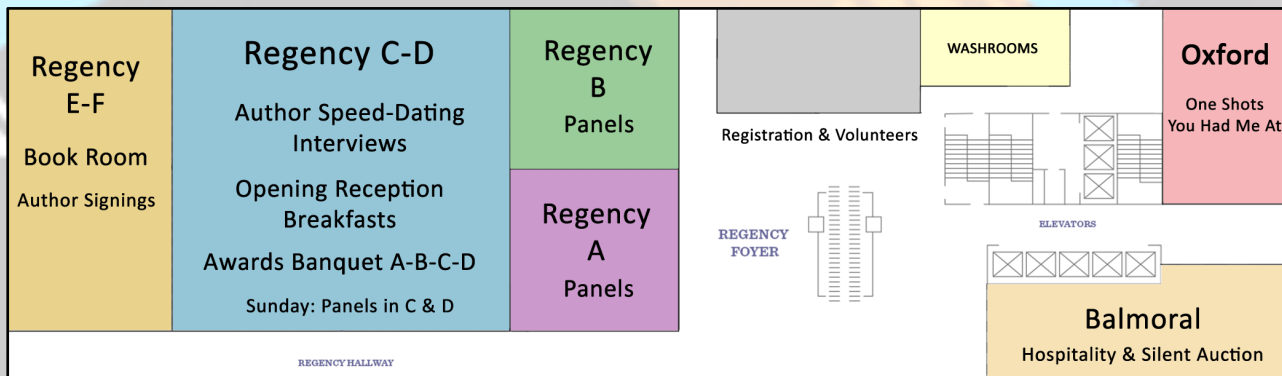 Regency
E-F
Book Room
Author Signings
Regency C-D
Author Speed-Dating
Interviews
Opening Reception
Breakfasts
Awards Banquet A-B-C-D
Sunday: Panels in C & D
Regency
B
Panels
Regency
A
Panels
Registration & Volunteers
WASHROOMS
Oxford
One Shots
You Had Me At
REGENCY
FOYER
ELEVATORS
Balmoral
Hospitality & Silent Auction
REGENCY HALLWAY